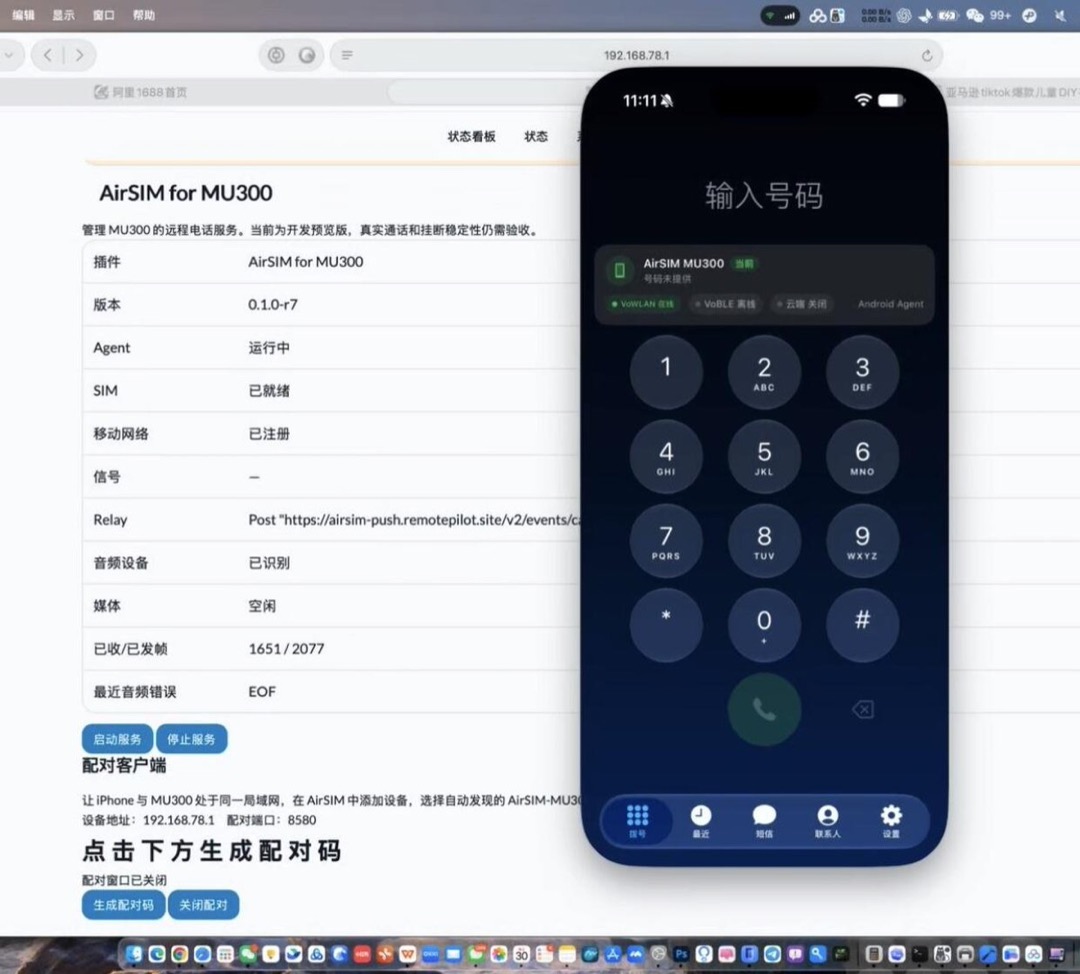 编辑 显示 窗口 帮助
0.00 B/s
0.00 B/s
99+
192.168.78.1
阿里1688首页
亚马逊tiktok爆款儿童DIY
状态看板 状态
AirSIM for MU300
管理 MU300 的远程电话服务。当前为开发预览版，真实通话和挂断稳定性仍需验收。
插件 AirSIM for MU300
版本 0.1.0-r7
Agent 运行中
SIM 已就绪
移动网络 已注册
信号 —
Relay Post "https://airsim-push.remotepilot.site/v2/events/ca
音频设备 已识别
媒体 空闲
已收/已发帧 1651 / 2077
最近音频错误 EOF
启动服务 停止服务
配对客户端
让 iPhone 与 MU300 处于同一局域网，在 AirSIM 中添加设备，选择自动发现的 AirSIM-MU30
设备地址：192.168.78.1 配对端口：8580
点击下方生成配对码
配对窗口已关闭
生成配对码 关闭配对
11:11
输入号码
AirSIM MU300 当前
号码未提供
VoWLAN 在线 VoBLE 离线 云端 关闭 Android Agent
1
2 ABC
3 DEF
4 GHI
5 JKL
6 MNO
7 PQRS
8 TUV
9 WXYZ
*
0 +
#
拨号 最近 短信 联系人 设置
30